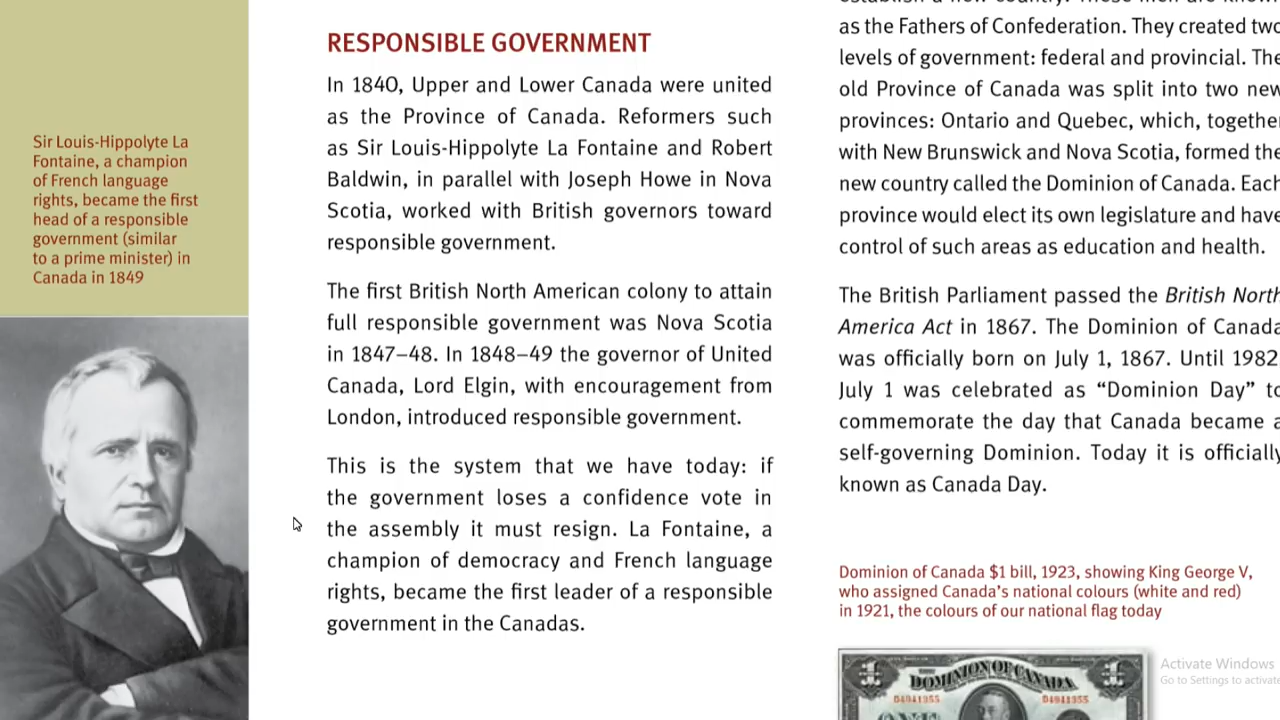 Sir Louis-Hippolyte La
Fontaine, a champion
of French language
rights, became the first
head of a responsible
government (similar
to a prime minister) in
Canada in 1849
RESPONSIBLE GOVERNMENT
In 1840, Upper and Lower Canada were united
as the Province of Canada. Reformers such
as Sir Louis-Hippolyte La Fontaine and Robert
Baldwin, in parallel with Joseph Howe in Nova
Scotia, worked with British governors toward
responsible government.
The first British North American colony to attain
full responsible government was Nova Scotia
in 1847–48. In 1848–49 the governor of United
Canada, Lord Elgin, with encouragement from
London, introduced responsible government.
This is the system that we have today: if
the government loses a confidence vote in
the assembly it must resign. La Fontaine, a
champion of democracy and French language
rights, became the first leader of a responsible
government in the Canadas.
as the Fathers of Confederation. They created two
levels of government: federal and provincial. The
old Province of Canada was split into two new
provinces: Ontario and Quebec, which, together
with New Brunswick and Nova Scotia, formed the
new country called the Dominion of Canada. Each
province would elect its own legislature and have
control of such areas as education and health.
The British Parliament passed the British North
America Act in 1867. The Dominion of Canada
was officially born on July 1, 1867. Until 1982
July 1 was celebrated as “Dominion Day” to
commemorate the day that Canada became a
self-governing Dominion. Today it is officially
known as Canada Day.
Dominion of Canada $1 bill, 1923, showing King George V,
who assigned Canada’s national colours (white and red)
in 1921, the colours of our national flag today
DOMINION OF CANADA
1 1
Activate Windows
Go to Settings to activate